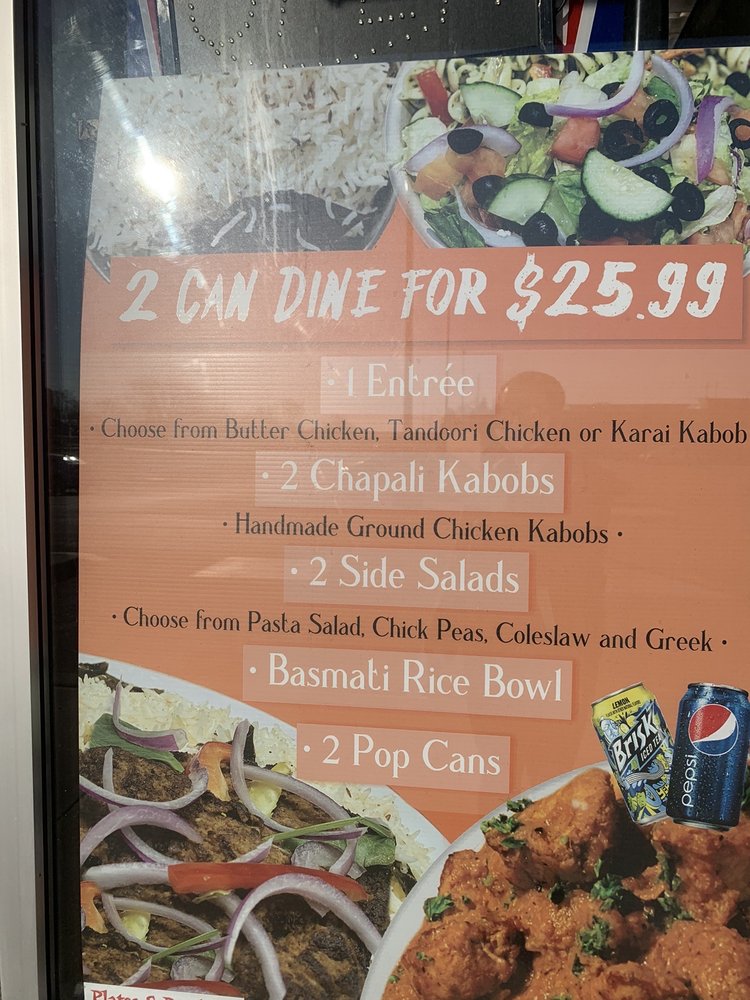 2 CAN DINE FOR $25.99
• 1 Entrée
• Choose from Butter Chicken, Tandoori Chicken or Karai Kabob
• 2 Chapali Kabobs
• Handmade Ground Chicken Kabobs •
• 2 Side Salads
• Choose from Pasta Salad, Chick Peas, Coleslaw and Greek •
• Basmati Rice Bowl
• 2 Pop Cans
LEMON
BRISK
ICED TEA
pepsi
Plates &